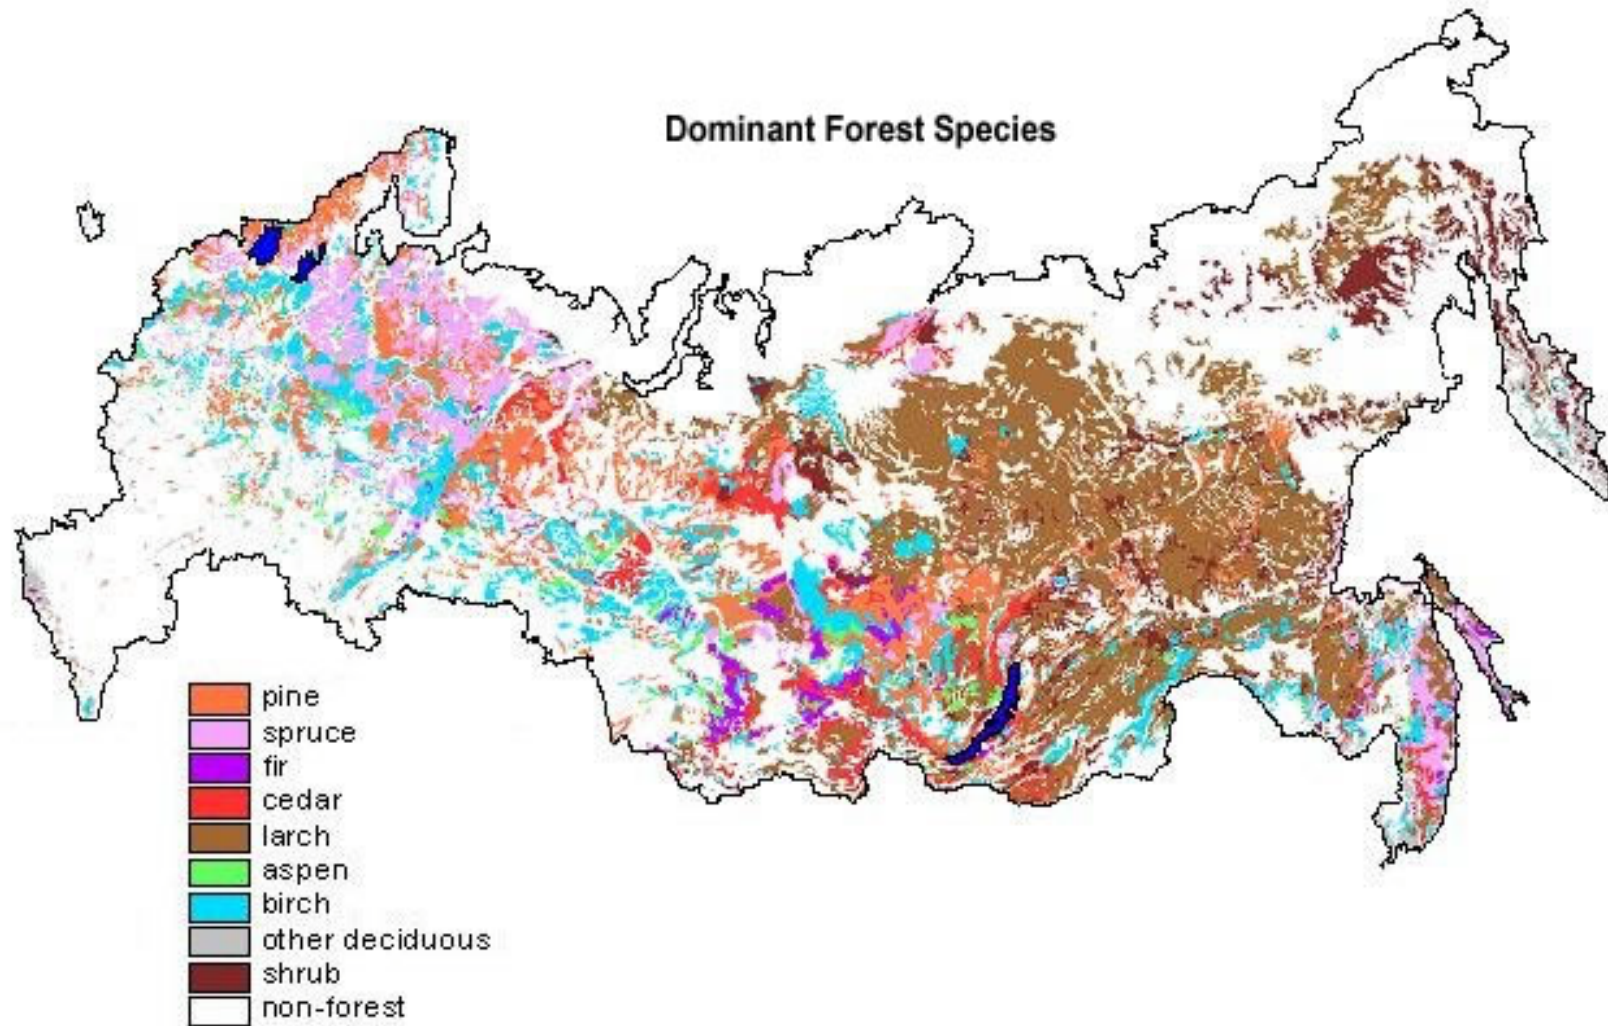 Dominant Forest Species
pine
spruce
fir
cedar
larch
aspen
birch
other deciduous
shrub
non-forest